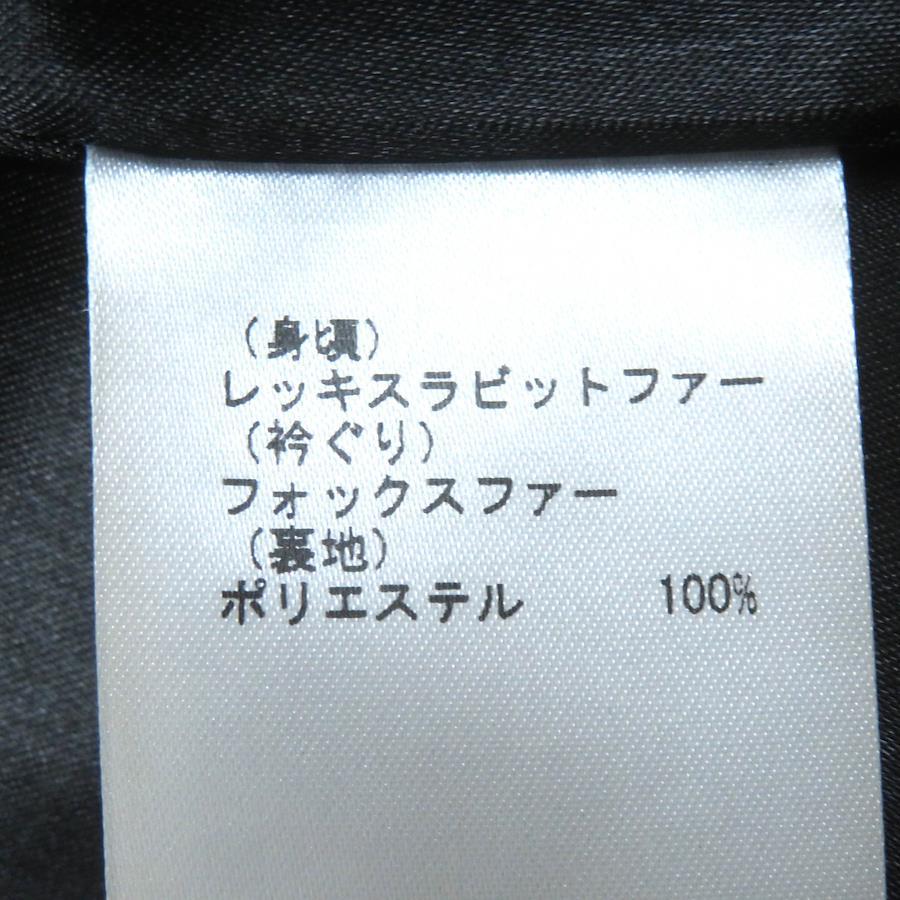 (身頃)
レッキスラビットファー
(衿ぐり)
フォックスファー
(裏地)
ポリエステル 100%